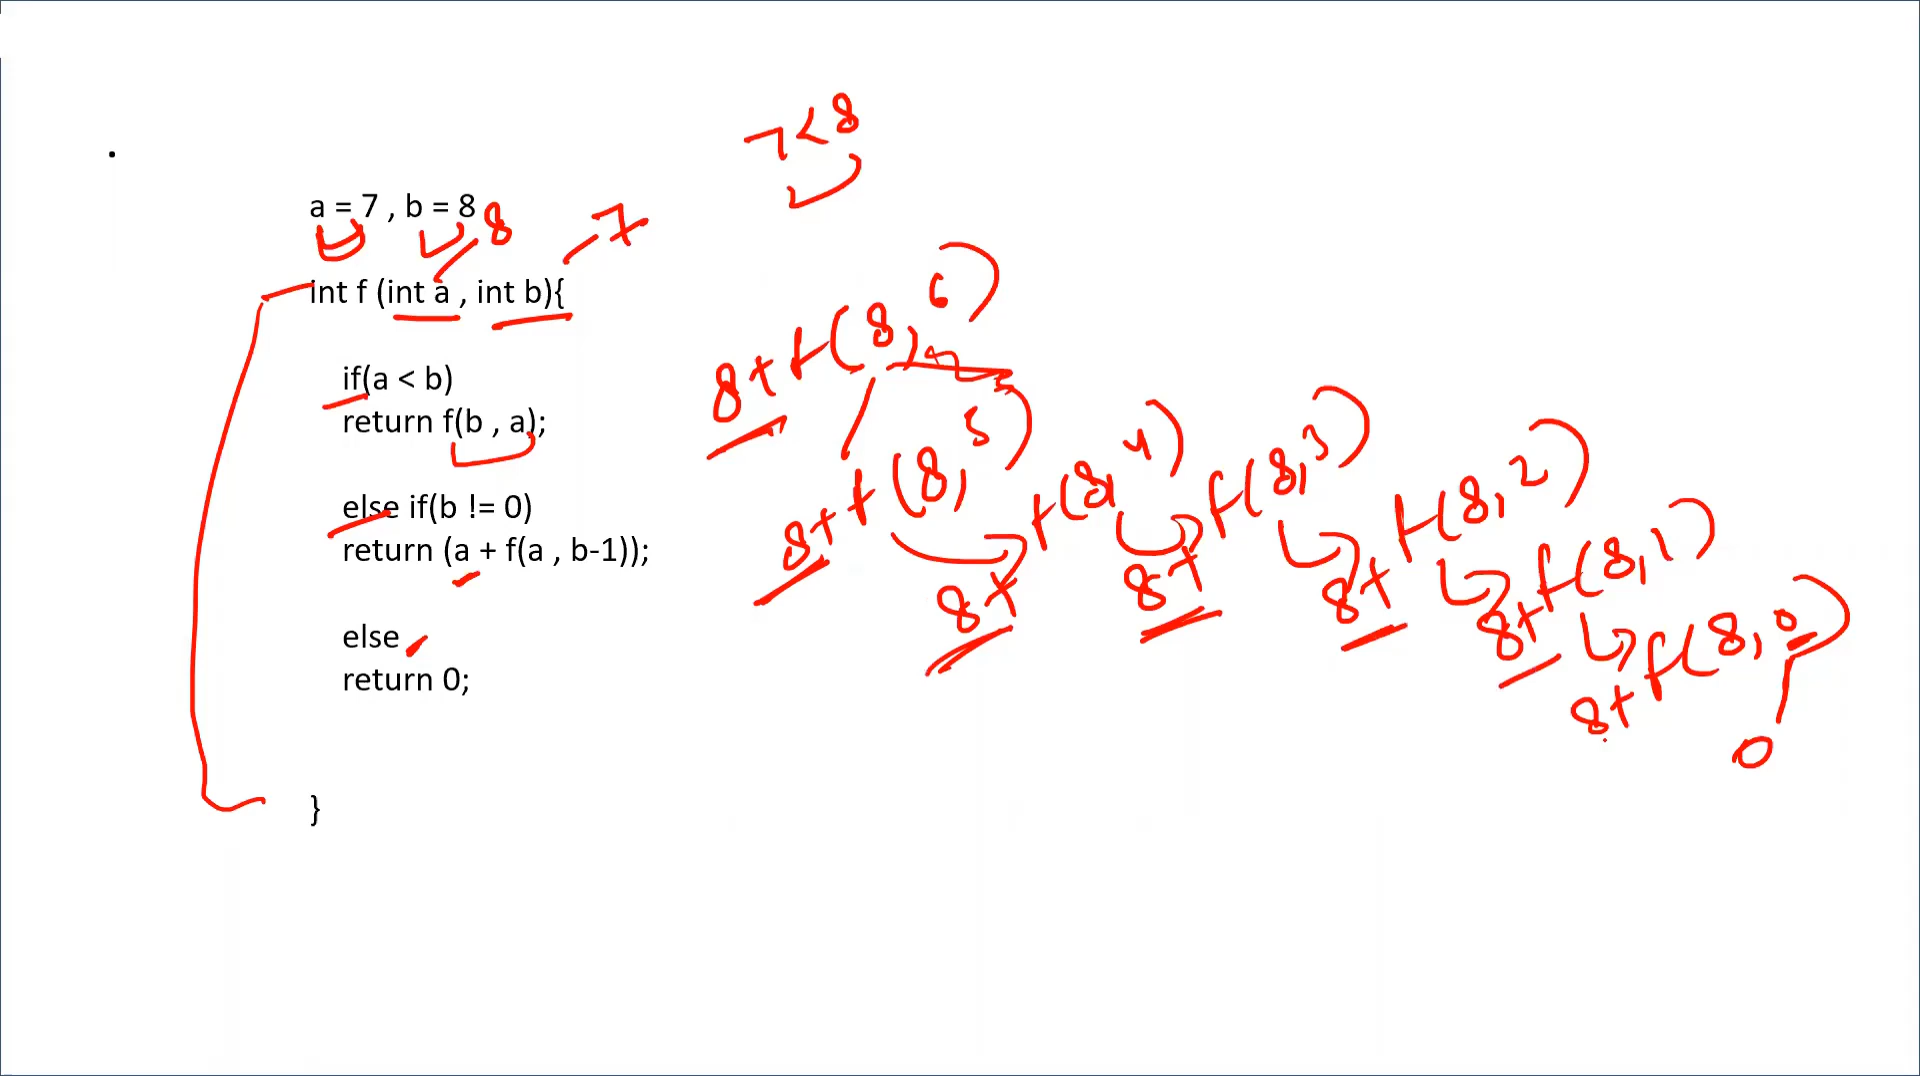 7<8
a = 7 , b = 8
8
7
int f (int a , int b){
if(a < b)
return f(b , a);
else if(b != 0)
return (a + f(a , b-1));
else
return 0;
}
8+f(8,6)
8+f(8,5)
8+f(8,4)
8+f(8,3)
8+f(8,2)
8+f(8,1)
8+f(8,0)
0